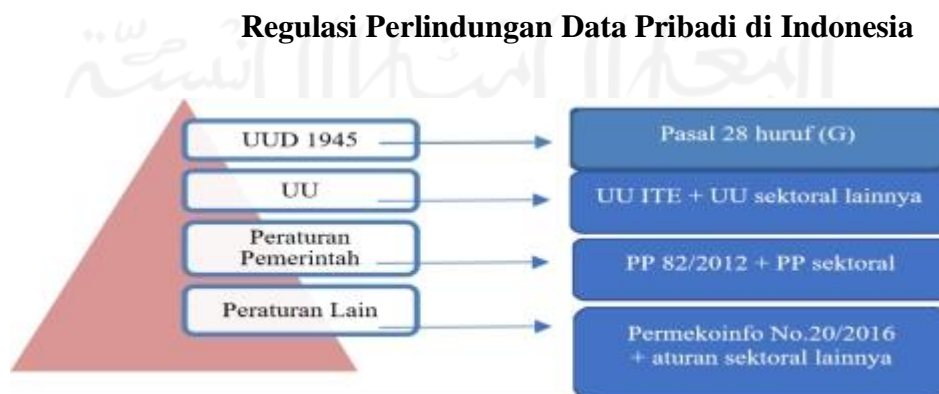 Regulasi Perlindungan Data Pribadi di Indonesia
UUD 1945
Pasal 28 huruf (G)
UU
UU ITE + UU sektoral lainnya
Peraturan
Pemerintah
PP 82/2012 + PP sektoral
Peraturan Lain
Permekoinfo No.20/2016
+ aturan sektoral lainnya